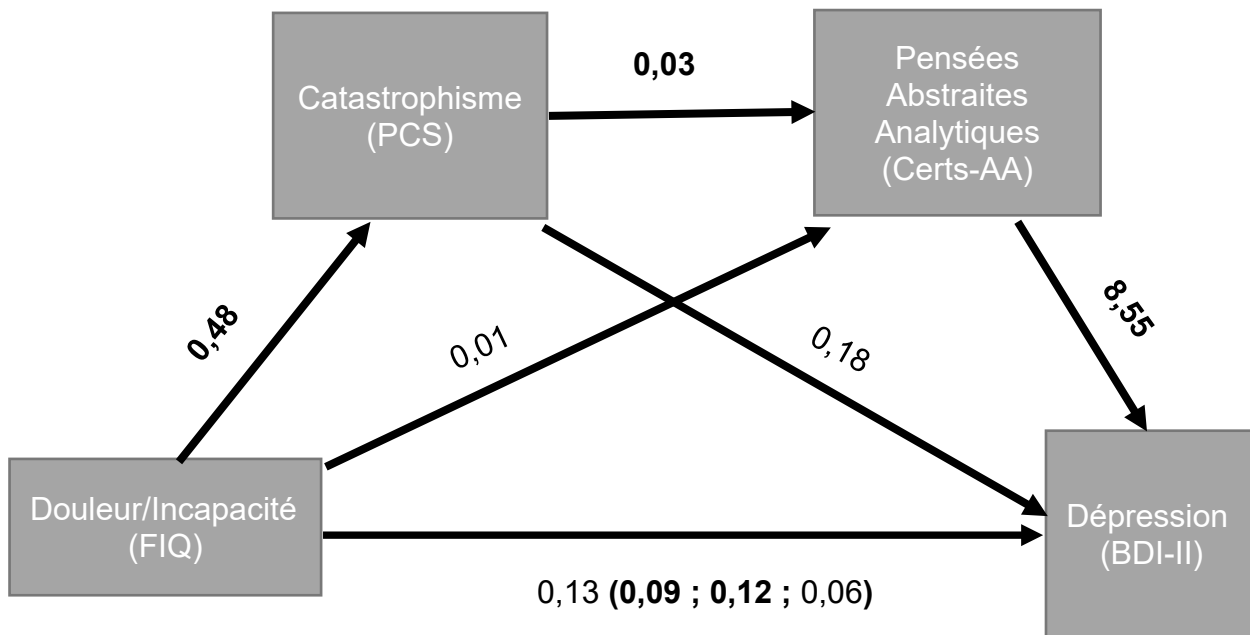 Catastrophisme
(PCS)
0,03
Pensées
Abstraites
Analytiques
(Certs-AA)
0,48
0,01
0,18
8,55
Douleur/Incapacité
(FIQ)
Dépression
(BDI-II)
0,13 (0,09 ; 0,12 ; 0,06)